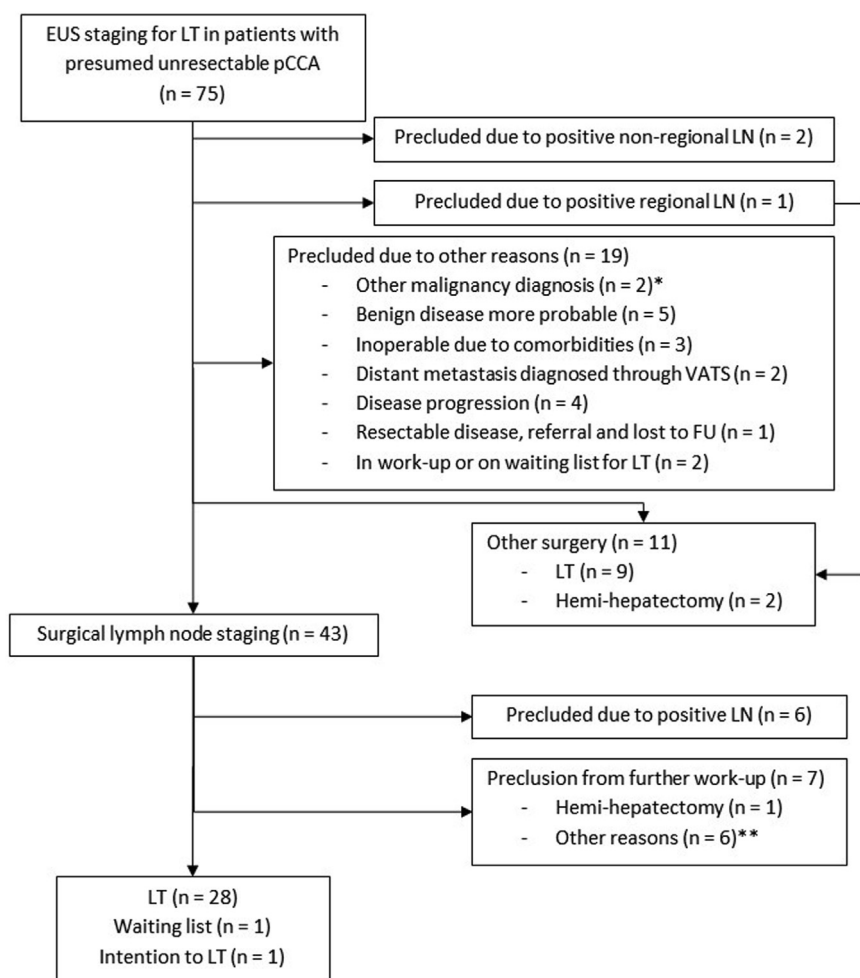 EUS staging for LT in patients with
presumed unresectable pCCA
(n = 75)
Precluded due to positive non-regional LN (n = 2)
Precluded due to positive regional LN (n = 1)
Precluded due to other reasons (n = 19)
- Other malignancy diagnosis (n = 2)*
- Benign disease more probable (n = 5)
- Inoperable due to comorbidities (n = 3)
- Distant metastasis diagnosed through VATS (n = 2)
- Disease progression (n = 4)
- Resectable disease, referral and lost to FU (n = 1)
- In work-up or on waiting list for LT (n = 2)
Other surgery (n = 11)
- LT (n = 9)
- Hemi-hepatectomy (n = 2)
Surgical lymph node staging (n = 43)
Precluded due to positive LN (n = 6)
Preclusion from further work-up (n = 7)
- Hemi-hepatectomy (n = 1)
- Other reasons (n = 6)**
LT (n = 28)
Waiting list (n = 1)
Intention to LT (n = 1)